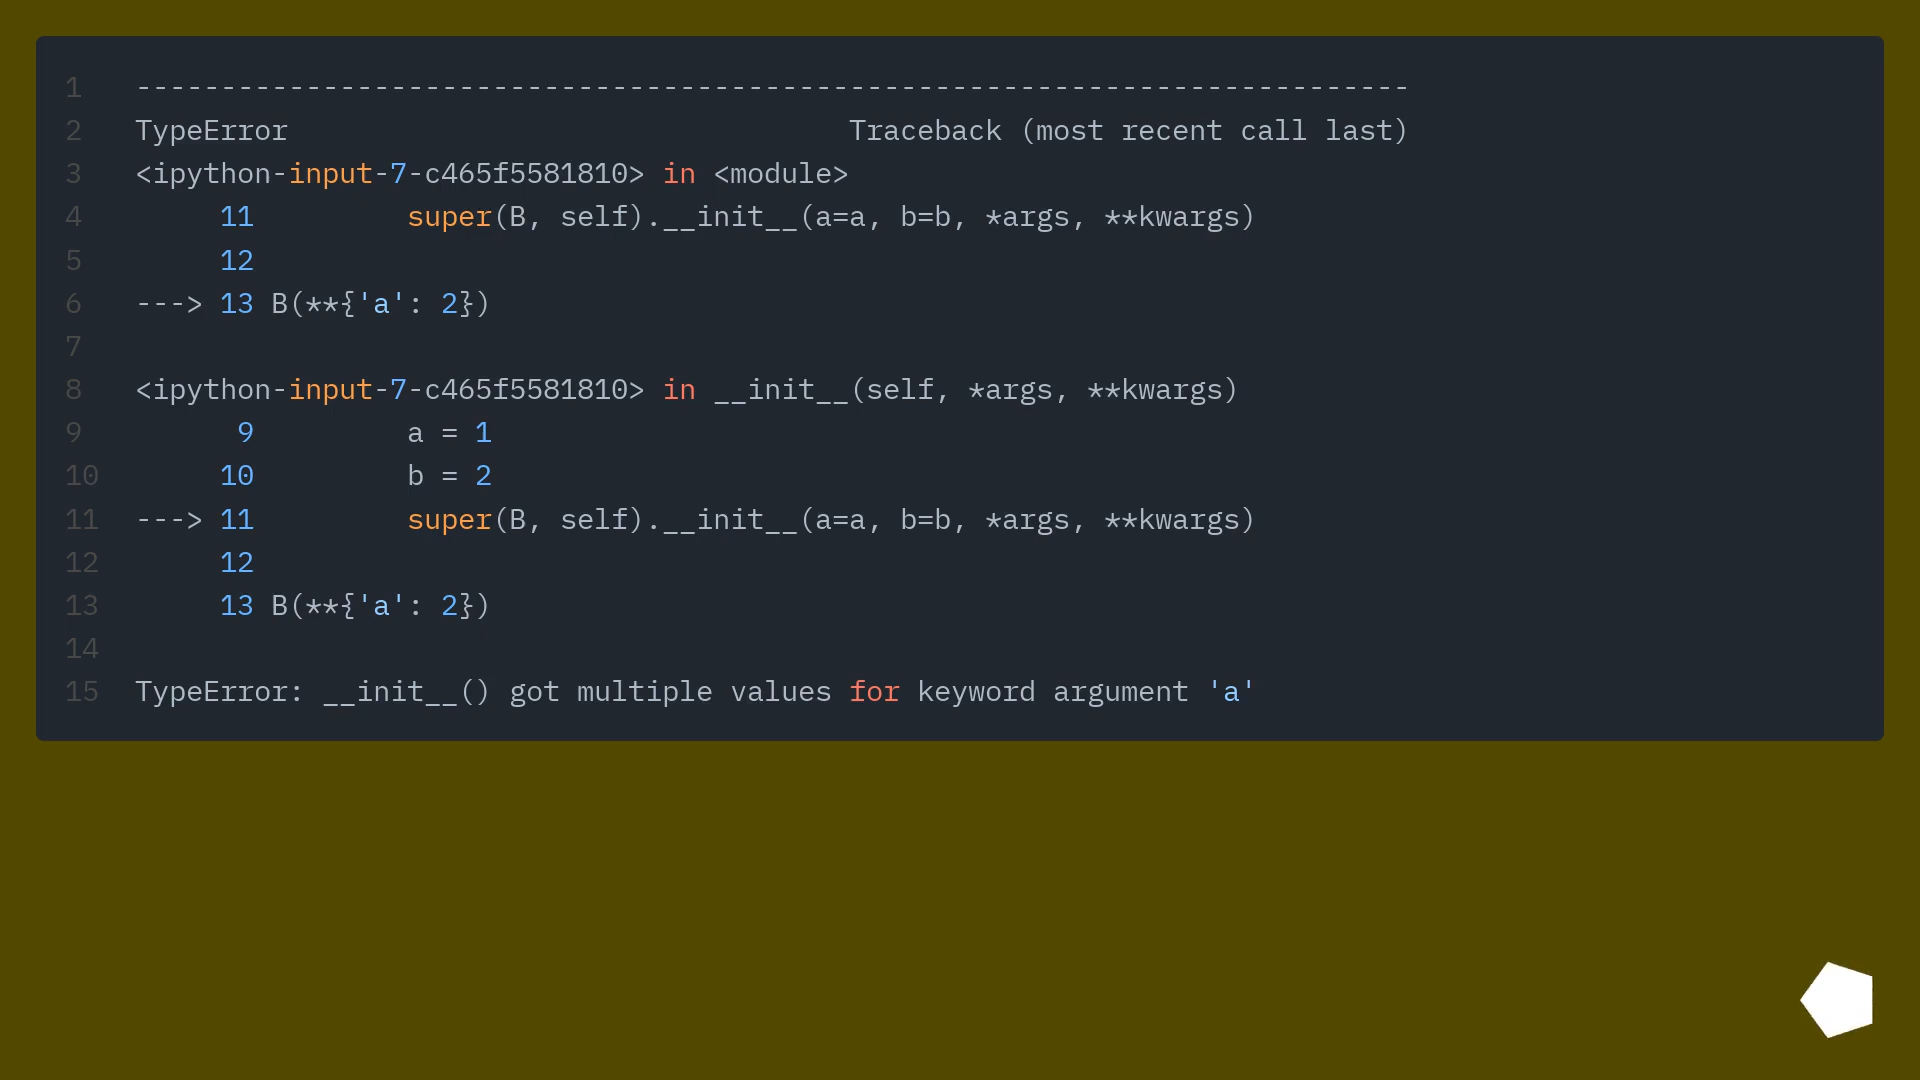 1   ---------------------------------------------------------------------------
2   TypeError                                 Traceback (most recent call last)
3   <ipython-input-7-c465f5581810> in <module>
4        11         super(B, self).__init__(a=a, b=b, *args, **kwargs)
5        12
6   ---> 13 B(**{'a': 2})
7
8   <ipython-input-7-c465f5581810> in __init__(self, *args, **kwargs)
9         9         a = 1
10       10         b = 2
11  ---> 11         super(B, self).__init__(a=a, b=b, *args, **kwargs)
12       12
13       13 B(**{'a': 2})
14
15  TypeError: __init__() got multiple values for keyword argument 'a'